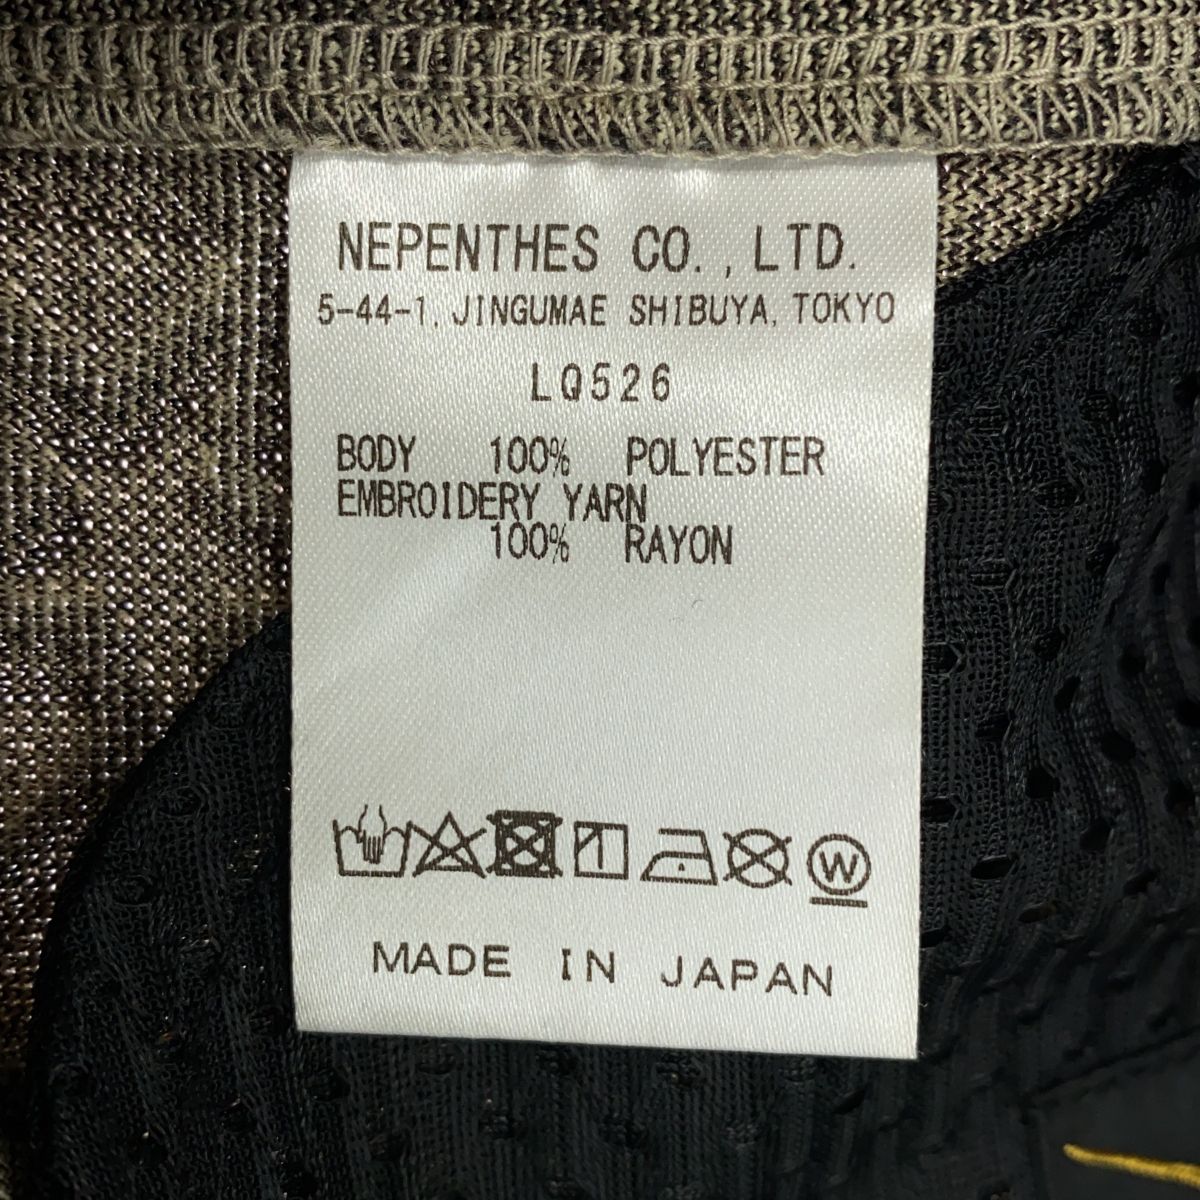 NEPENTHES CO., LTD.
5-44-1, JINGUMAE SHIBUYA, TOKYO
LQ526
BODY 100% POLYESTER
EMBROIDERY YARN
100% RAYON
W
MADE IN JAPAN